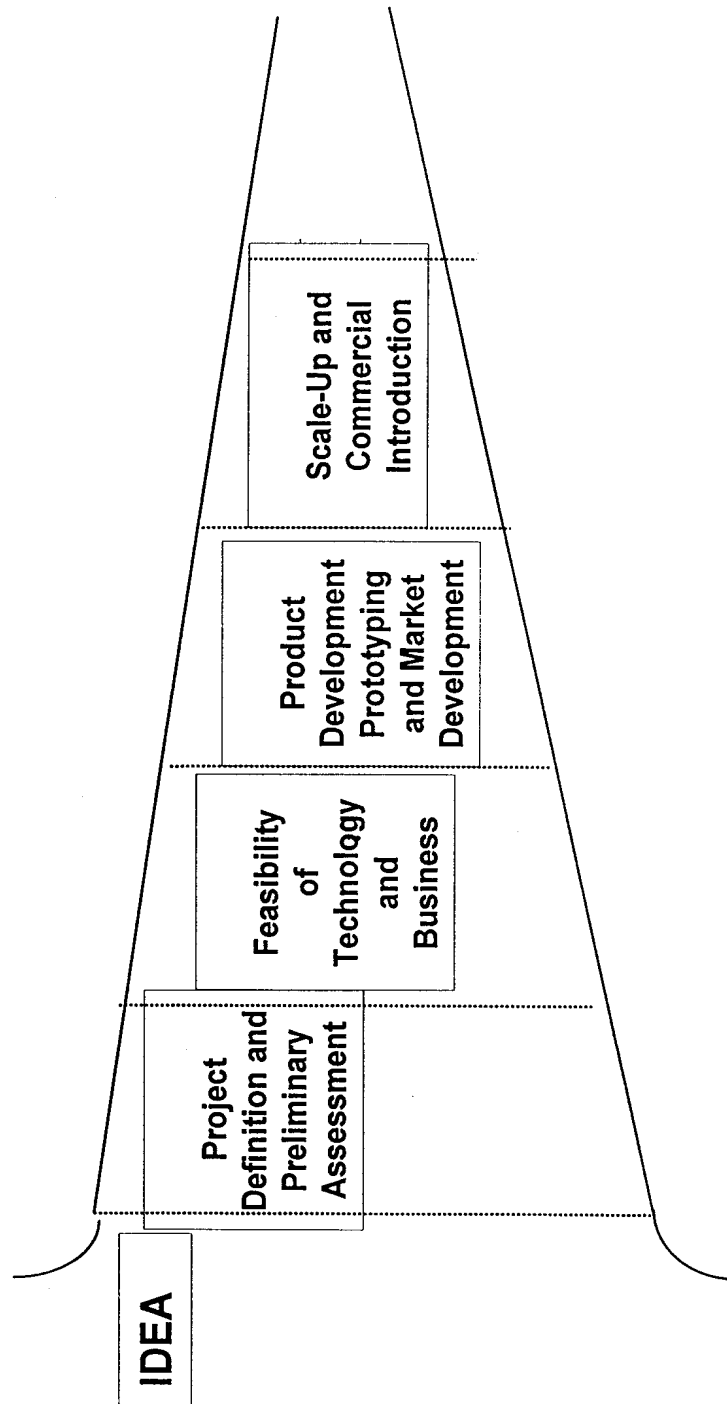 IDEA
Project
Definition and
Preliminary
Assessment
Feasibility
of
Technology
and
Business
Product
Development
Prototyping
and Market
Development
Scale-Up and
Commercial
Introduction